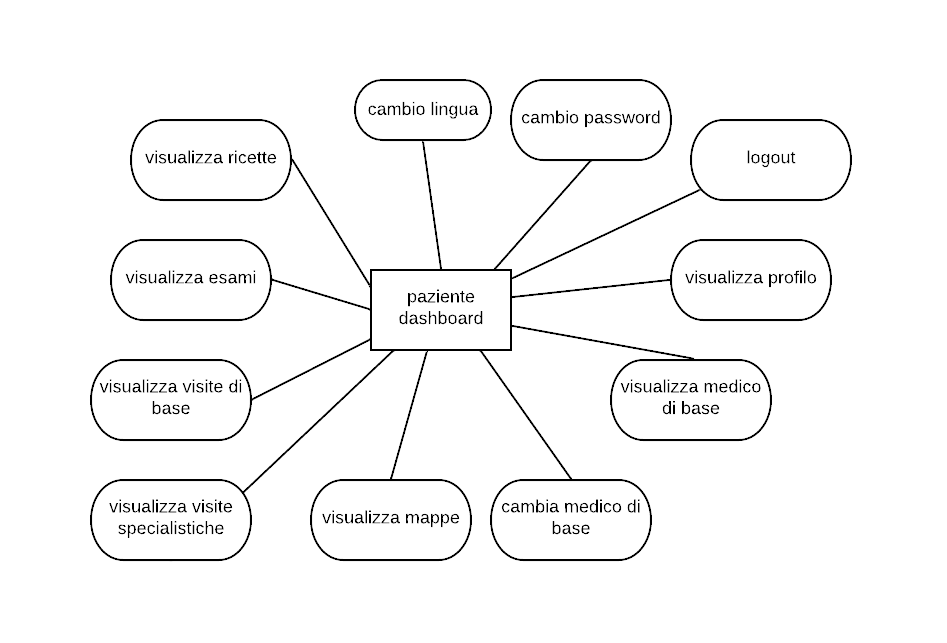 cambio lingua
cambio password
visualizza ricette
logout
visualizza esami
visualizza profilo
paziente
dashboard
visualizza visite di
base
visualizza medico
di base
visualizza visite
specialistiche
visualizza mappe
cambia medico di
base